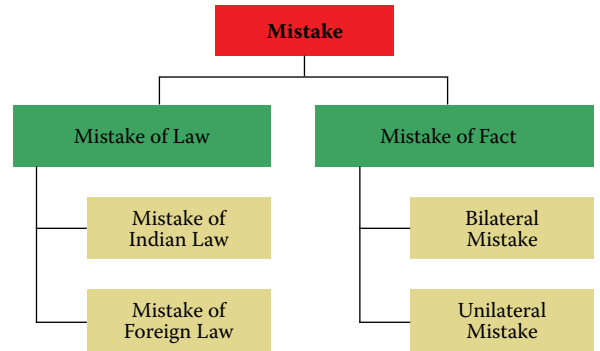 Mistake
Mistake of Law
Mistake of Fact
Mistake of
Indian Law
Bilateral
Mistake
Mistake of
Foreign Law
Unilateral
Mistake